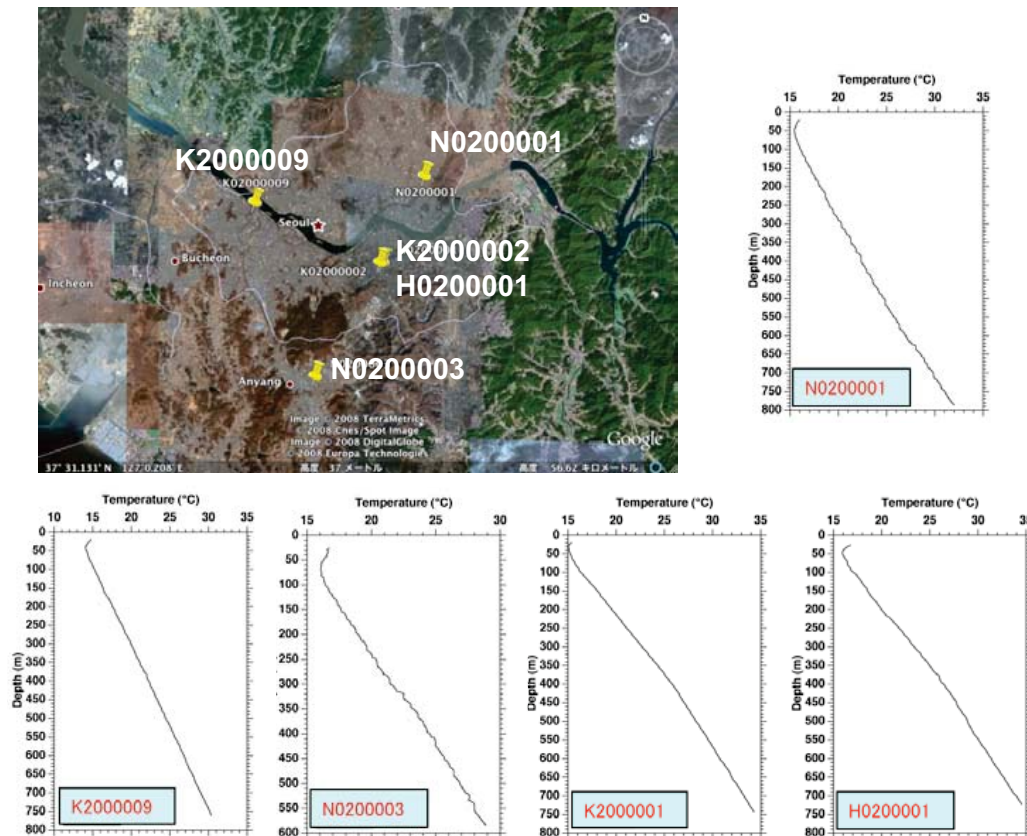 K2000009
K02000009
N0200001
N0200001
Seoul
Bucheon
Incheon
K02000002
K2000002
H0200001
N0200003
Anyang
Image © 2008 TerraMetrics
© 2008 Cnes/Spot Image
Image © 2008 DigitalGlobe
© 2008 Europa Technologies
Google
37° 31.131' N 127 0.208' E
高度 37 メートル
高度 56.62 キロメートル
Temperature (°C)
15 20 25 30 35
Depth (m)
0
50
100
150
200
250
300
350
400
450
500
550
600
650
700
750
800
N0200001
Temperature (°C)
10 15 20 25 30 35
Depth (m)
0
50
100
150
200
250
300
350
400
450
500
550
600
650
700
750
800
K2000009
Temperature (°C)
15 20 25 30
0
50
100
150
200
250
300
350
400
450
500
550
600
N0200003
Temperature (°C)
15 20 25 30
Depth (m)
0
50
100
150
200
250
300
350
400
450
500
550
600
650
700
750
800
K2000001
Temperature (°C)
15 20 25 30
Depth (m)
0
50
100
150
200
250
300
350
400
450
500
550
600
650
700
750
800
H0200001